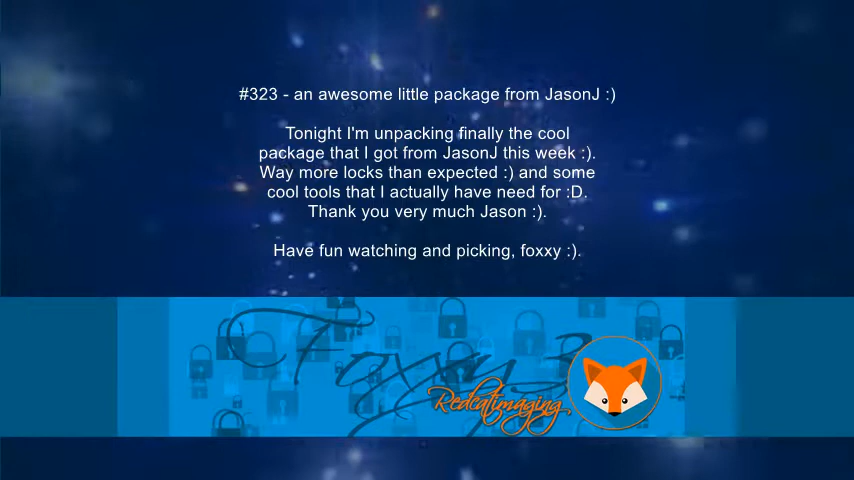 #323 - an awesome little package from JasonJ :)
Tonight I'm unpacking finally the cool
package that I got from JasonJ this week :).
Way more locks than expected :) and some
cool tools that I actually have need for :D.
Thank you very much Jason :).
Have fun watching and picking, foxxy :).
Foxxy3
Redcatimaging